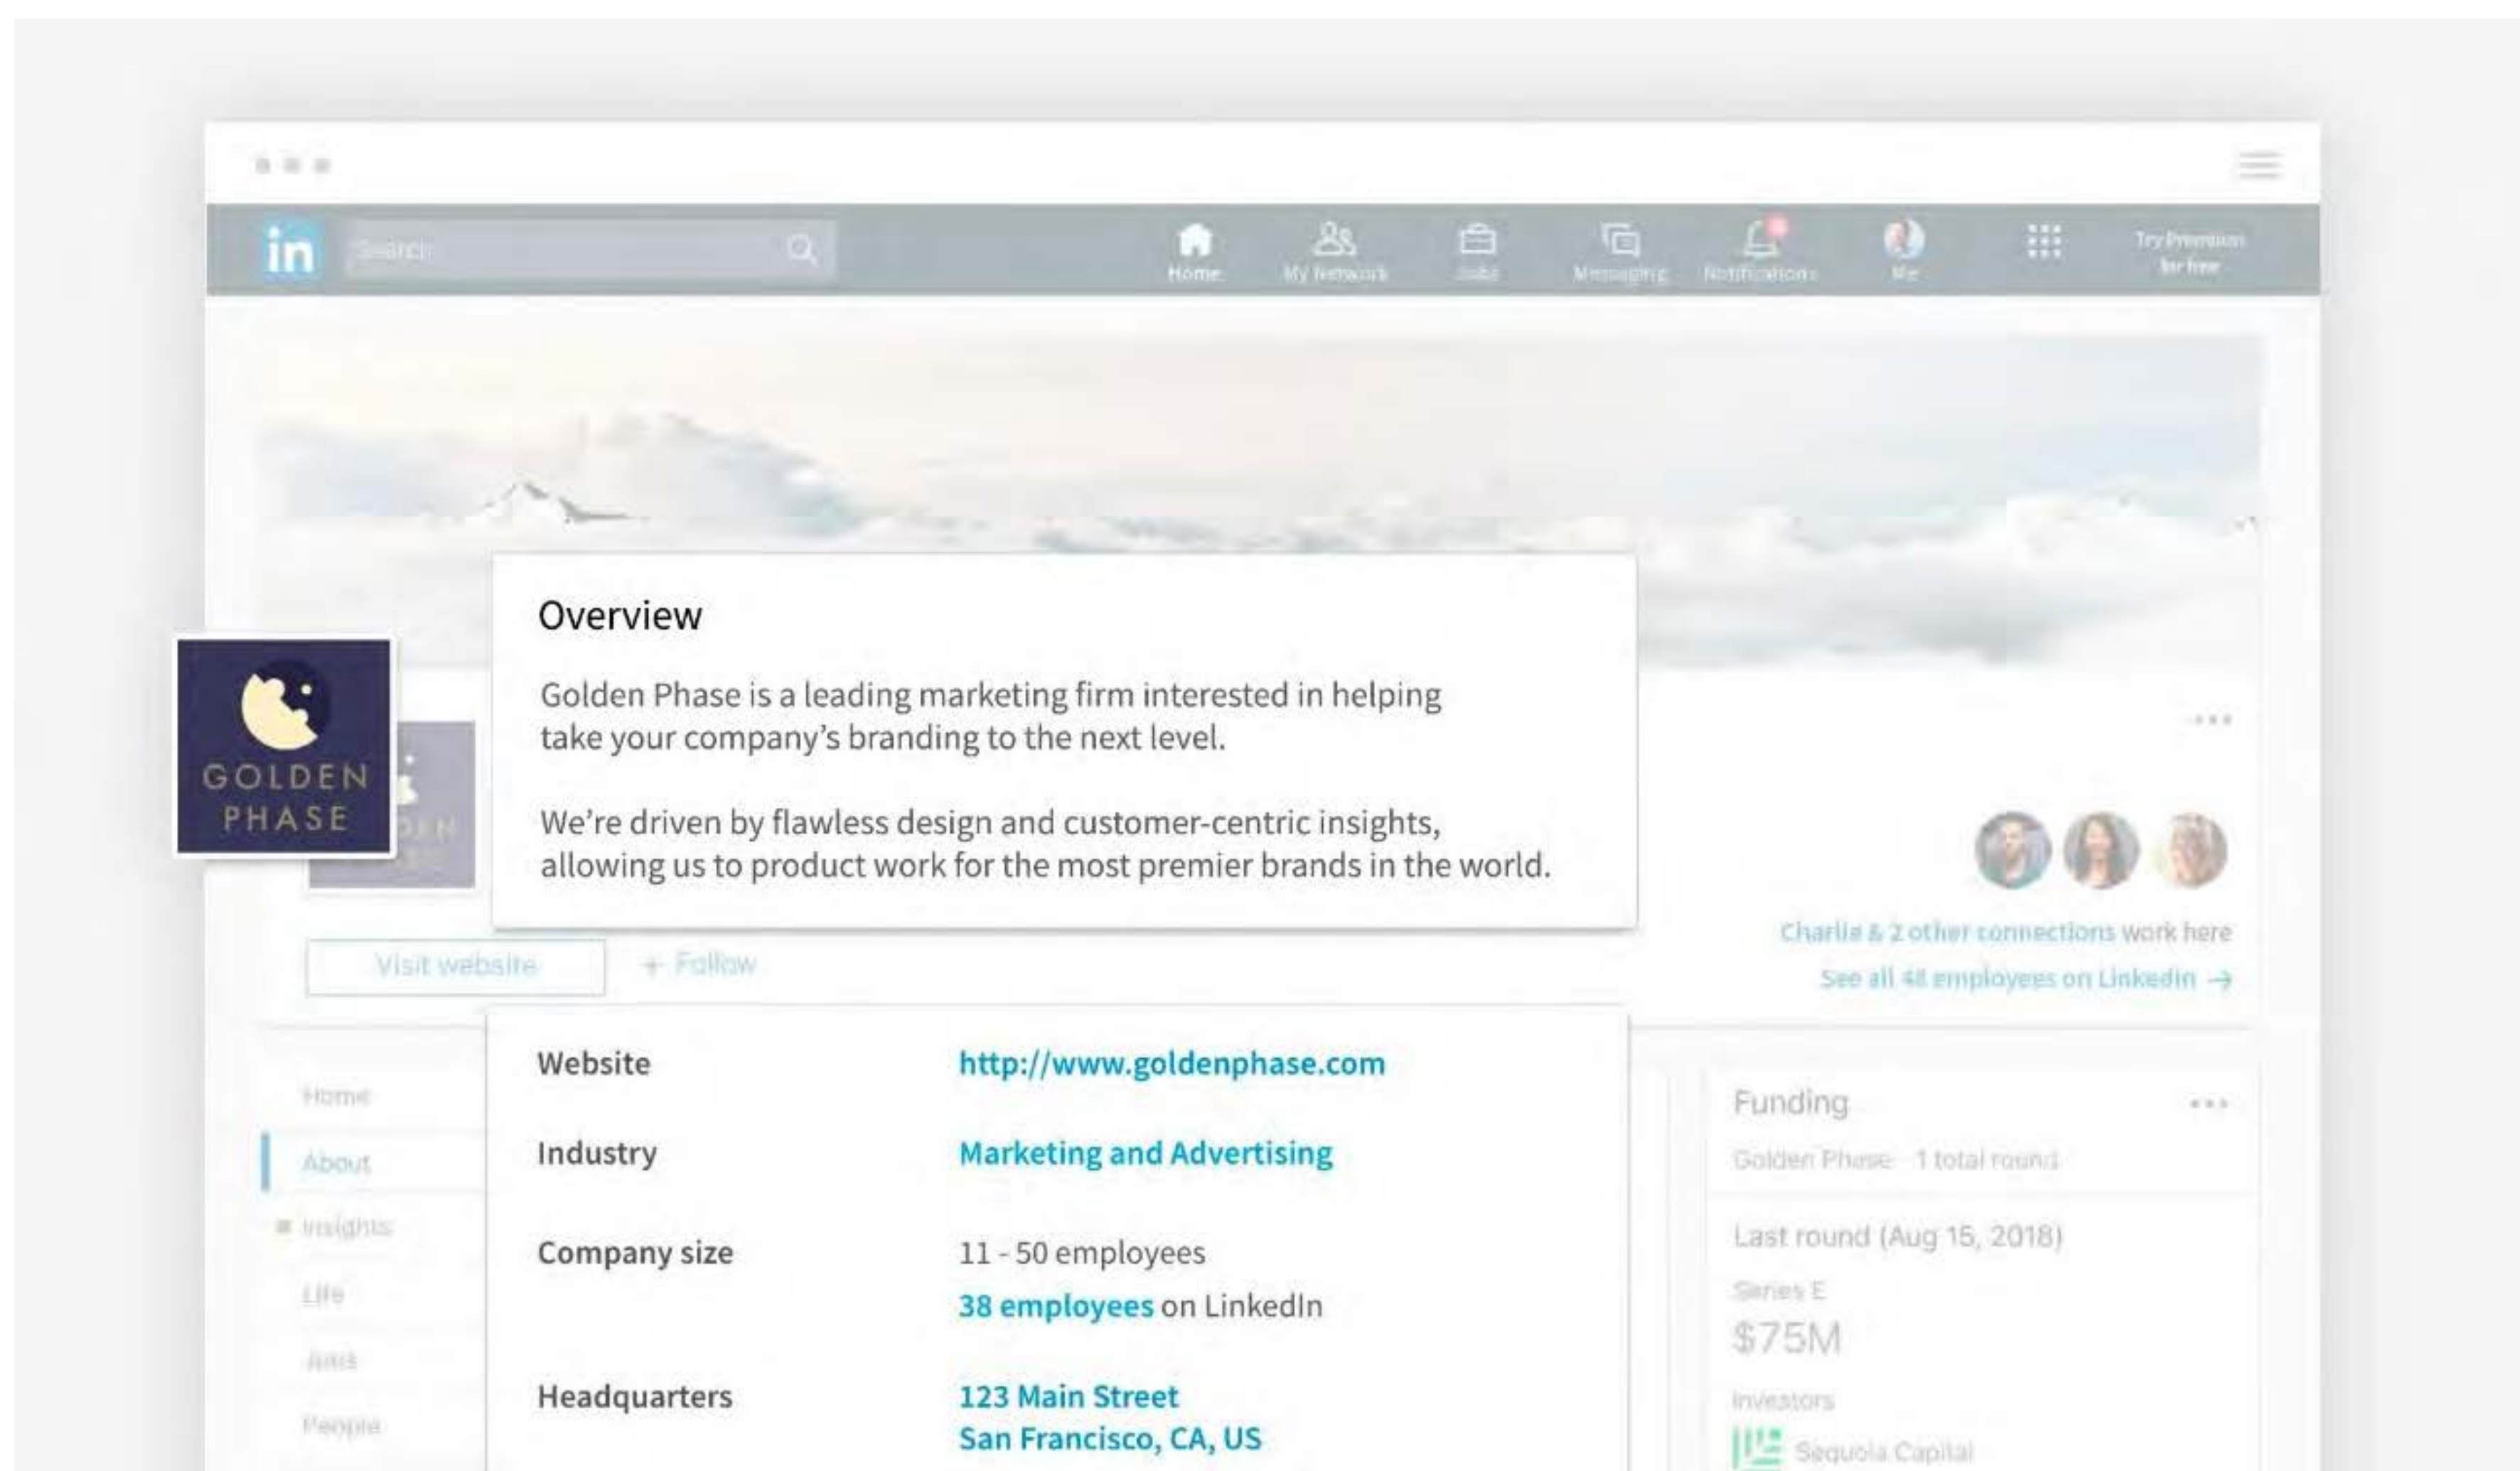 in
Search
Home
My Network
Jobs
Messaging
Notifications
Me
Try Premium
for free
Overview
Golden Phase is a leading marketing firm interested in helping
take your company's branding to the next level.
We're driven by flawless design and customer-centric insights,
allowing us to product work for the most premier brands in the world.
GOLDEN
PHASE
Visit website
+ Follow
Charlie & 2 other connections work here
See all 48 employees on LinkedIn →
Home
About
Insights
Life
Jobs
People
Website
http://www.goldenphase.com
Industry
Marketing and Advertising
Company size
11 - 50 employees
38 employees on LinkedIn
Headquarters
123 Main Street
San Francisco, CA, US
Funding
Golden Phase 1 total round
Last round (Aug 15, 2018)
Series E
$75M
Investors
Sequoia Capital